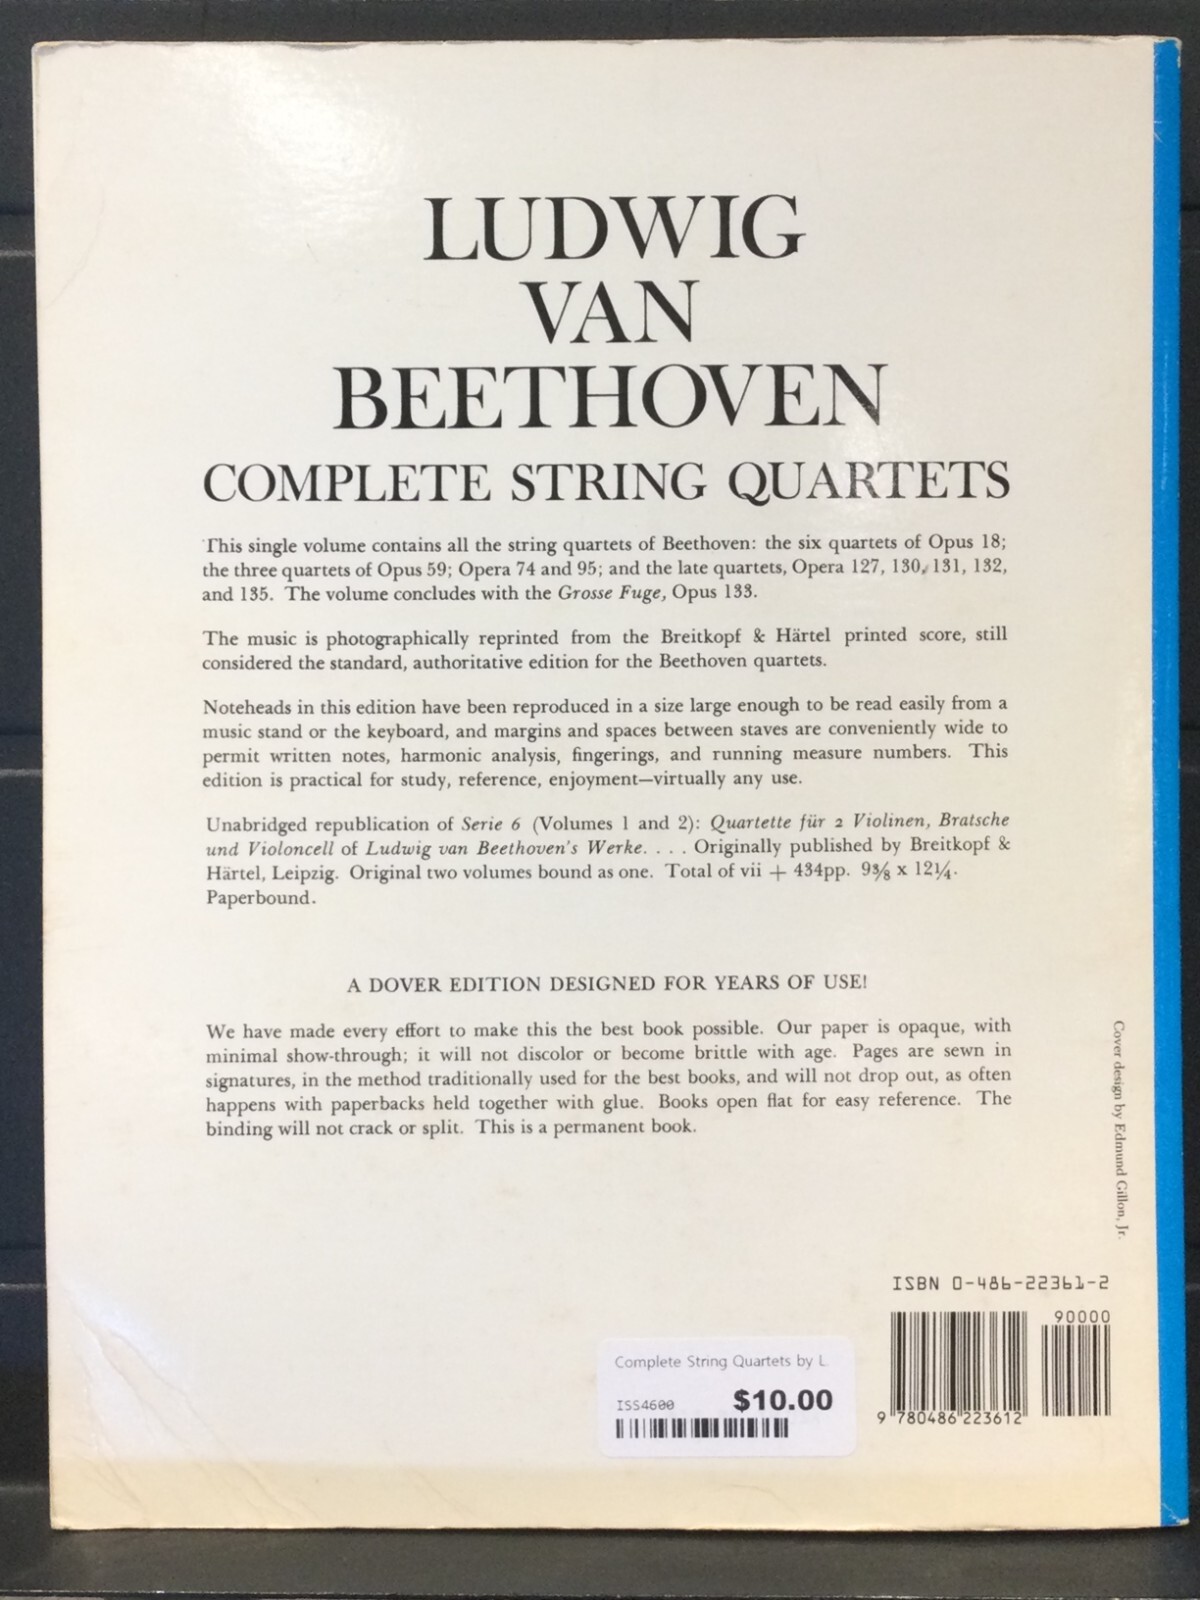 LUDWIG
VAN
BEETHOVEN
COMPLETE STRING QUARTETS
This single volume contains all the string quartets of Beethoven: the six quartets of Opus 18;
the three quartets of Opus 59; Opera 74 and 95; and the late quartets, Opera 127, 130, 131, 132,
and 135. The volume concludes with the Grosse Fuge, Opus 133.
The music is photographically reprinted from the Breitkopf & Härtel printed score, still
considered the standard, authoritative edition for the Beethoven quartets.
Noteheads in this edition have been reproduced in a size large enough to be read easily from a
music stand or the keyboard, and margins and spaces between staves are conveniently wide to
permit written notes, harmonic analysis, fingerings, and running measure numbers. This
edition is practical for study, reference, enjoyment—virtually any use.
Unabridged republication of Serie 6 (Volumes 1 and 2): Quartette für 2 Violinen, Bratsche
und Violoncell of Ludwig van Beethoven's Werke. . . . Originally published by Breitkopf &
Härtel, Leipzig. Original two volumes bound as one. Total of vii + 434pp. 9⅜ x 12¼.
Paperbound.
A DOVER EDITION DESIGNED FOR YEARS OF USE!
We have made every effort to make this the best book possible. Our paper is opaque, with
minimal show-through; it will not discolor or become brittle with age. Pages are sewn in
signatures, in the method traditionally used for the best books, and will not drop out, as often
happens with paperbacks held together with glue. Books open flat for easy reference. The
binding will not crack or split. This is a permanent book.
Cover design by Edmund Gillon, Jr.
ISBN 0-486-22361-2
90000
9 780486 223612
Complete String Quartets by L.
ISS4600 $10.00